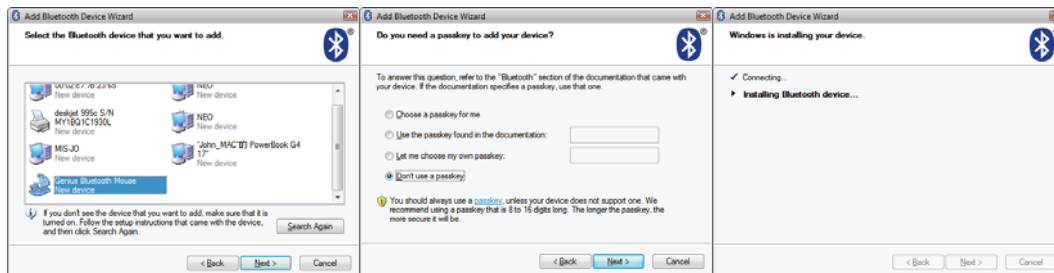 Add Bluetooth Device Wizard
Select the Bluetooth device that you want to add.
NEO
New device
New device
deskjet 995c S/N
MY1BQ1C1930L
New device
NEO
New device
MIS-JO
New device
"John_MAC"的 PowerBook G4
17"
New device
Genius Bluetooth Mouse
New device
If you don't see the device that you want to add, make sure that it is
turned on. Follow the setup instructions that came with the device,
and then click Search Again.
Search Again
< Back
Next >
Cancel
Add Bluetooth Device Wizard
Do you need a passkey to add your device?
To answer this question, refer to the "Bluetooth" section of the documentation that came with
your device. If the documentation specifies a passkey, use that one.
Choose a passkey for me
Use the passkey found in the documentation:
Let me choose my own passkey:
Don't use a passkey
You should always use a passkey, unless your device does not support one. We
recommend using a passkey that is 8 to 16 digits long. The longer the passkey, the
more secure it will be.
< Back
Next >
Cancel
Add Bluetooth Device Wizard
Windows is installing your device.
Connecting...
Installing Bluetooth device...
< Back
Next >
Cancel